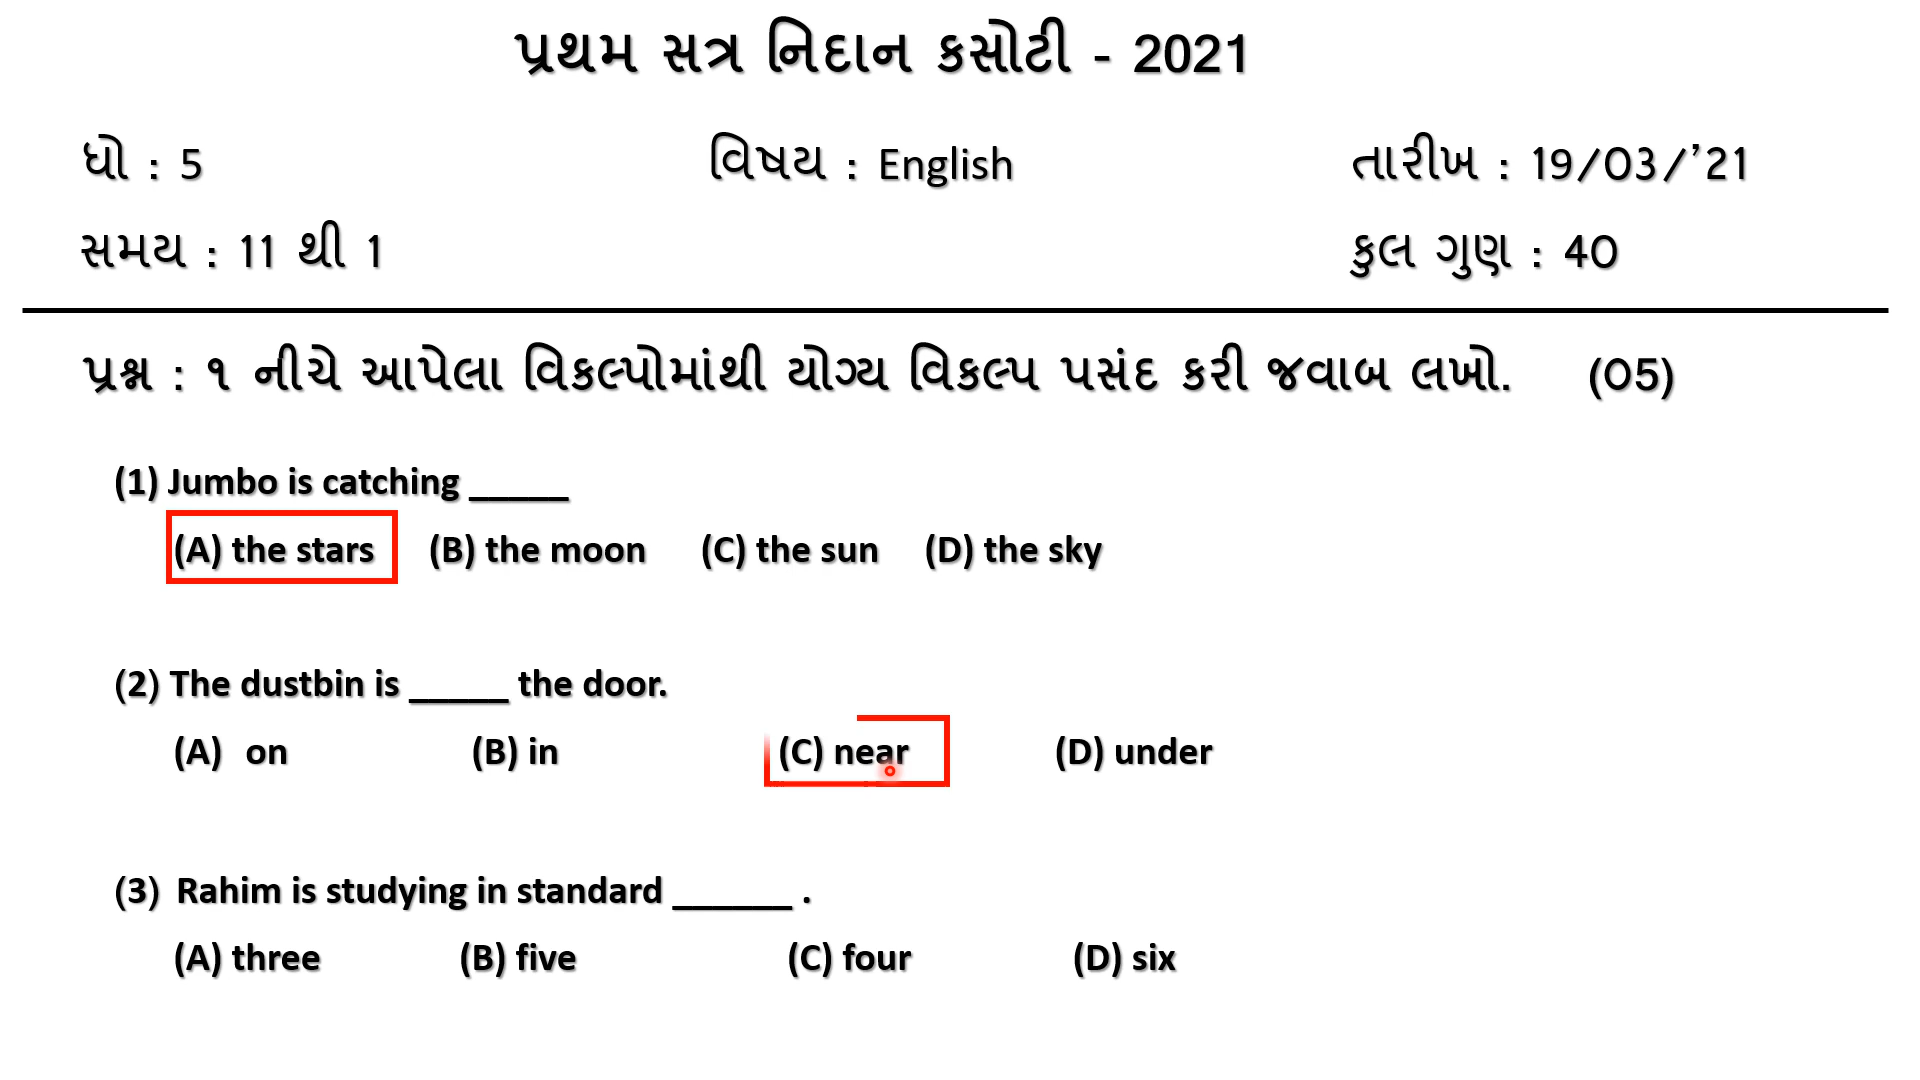 પ્રથમ સત્ર નિદાન કસોટી - 2021
ધો : 5 વિષય : English તારીખ : 19/03/’21
સમય : 11 થી 1 કુલ ગુણ : 40
પ્રશ્ન : ૧ નીચે આપેલા વિકલ્પોમાંથી યોગ્ય વિકલ્પ પસંદ કરી જવાબ લખો. (05)
(1) Jumbo is catching _____
(A) the stars (B) the moon (C) the sun (D) the sky
(2) The dustbin is _____ the door.
(A) on (B) in (C) near (D) under
(3) Rahim is studying in standard ______ .
(A) three (B) five (C) four (D) six